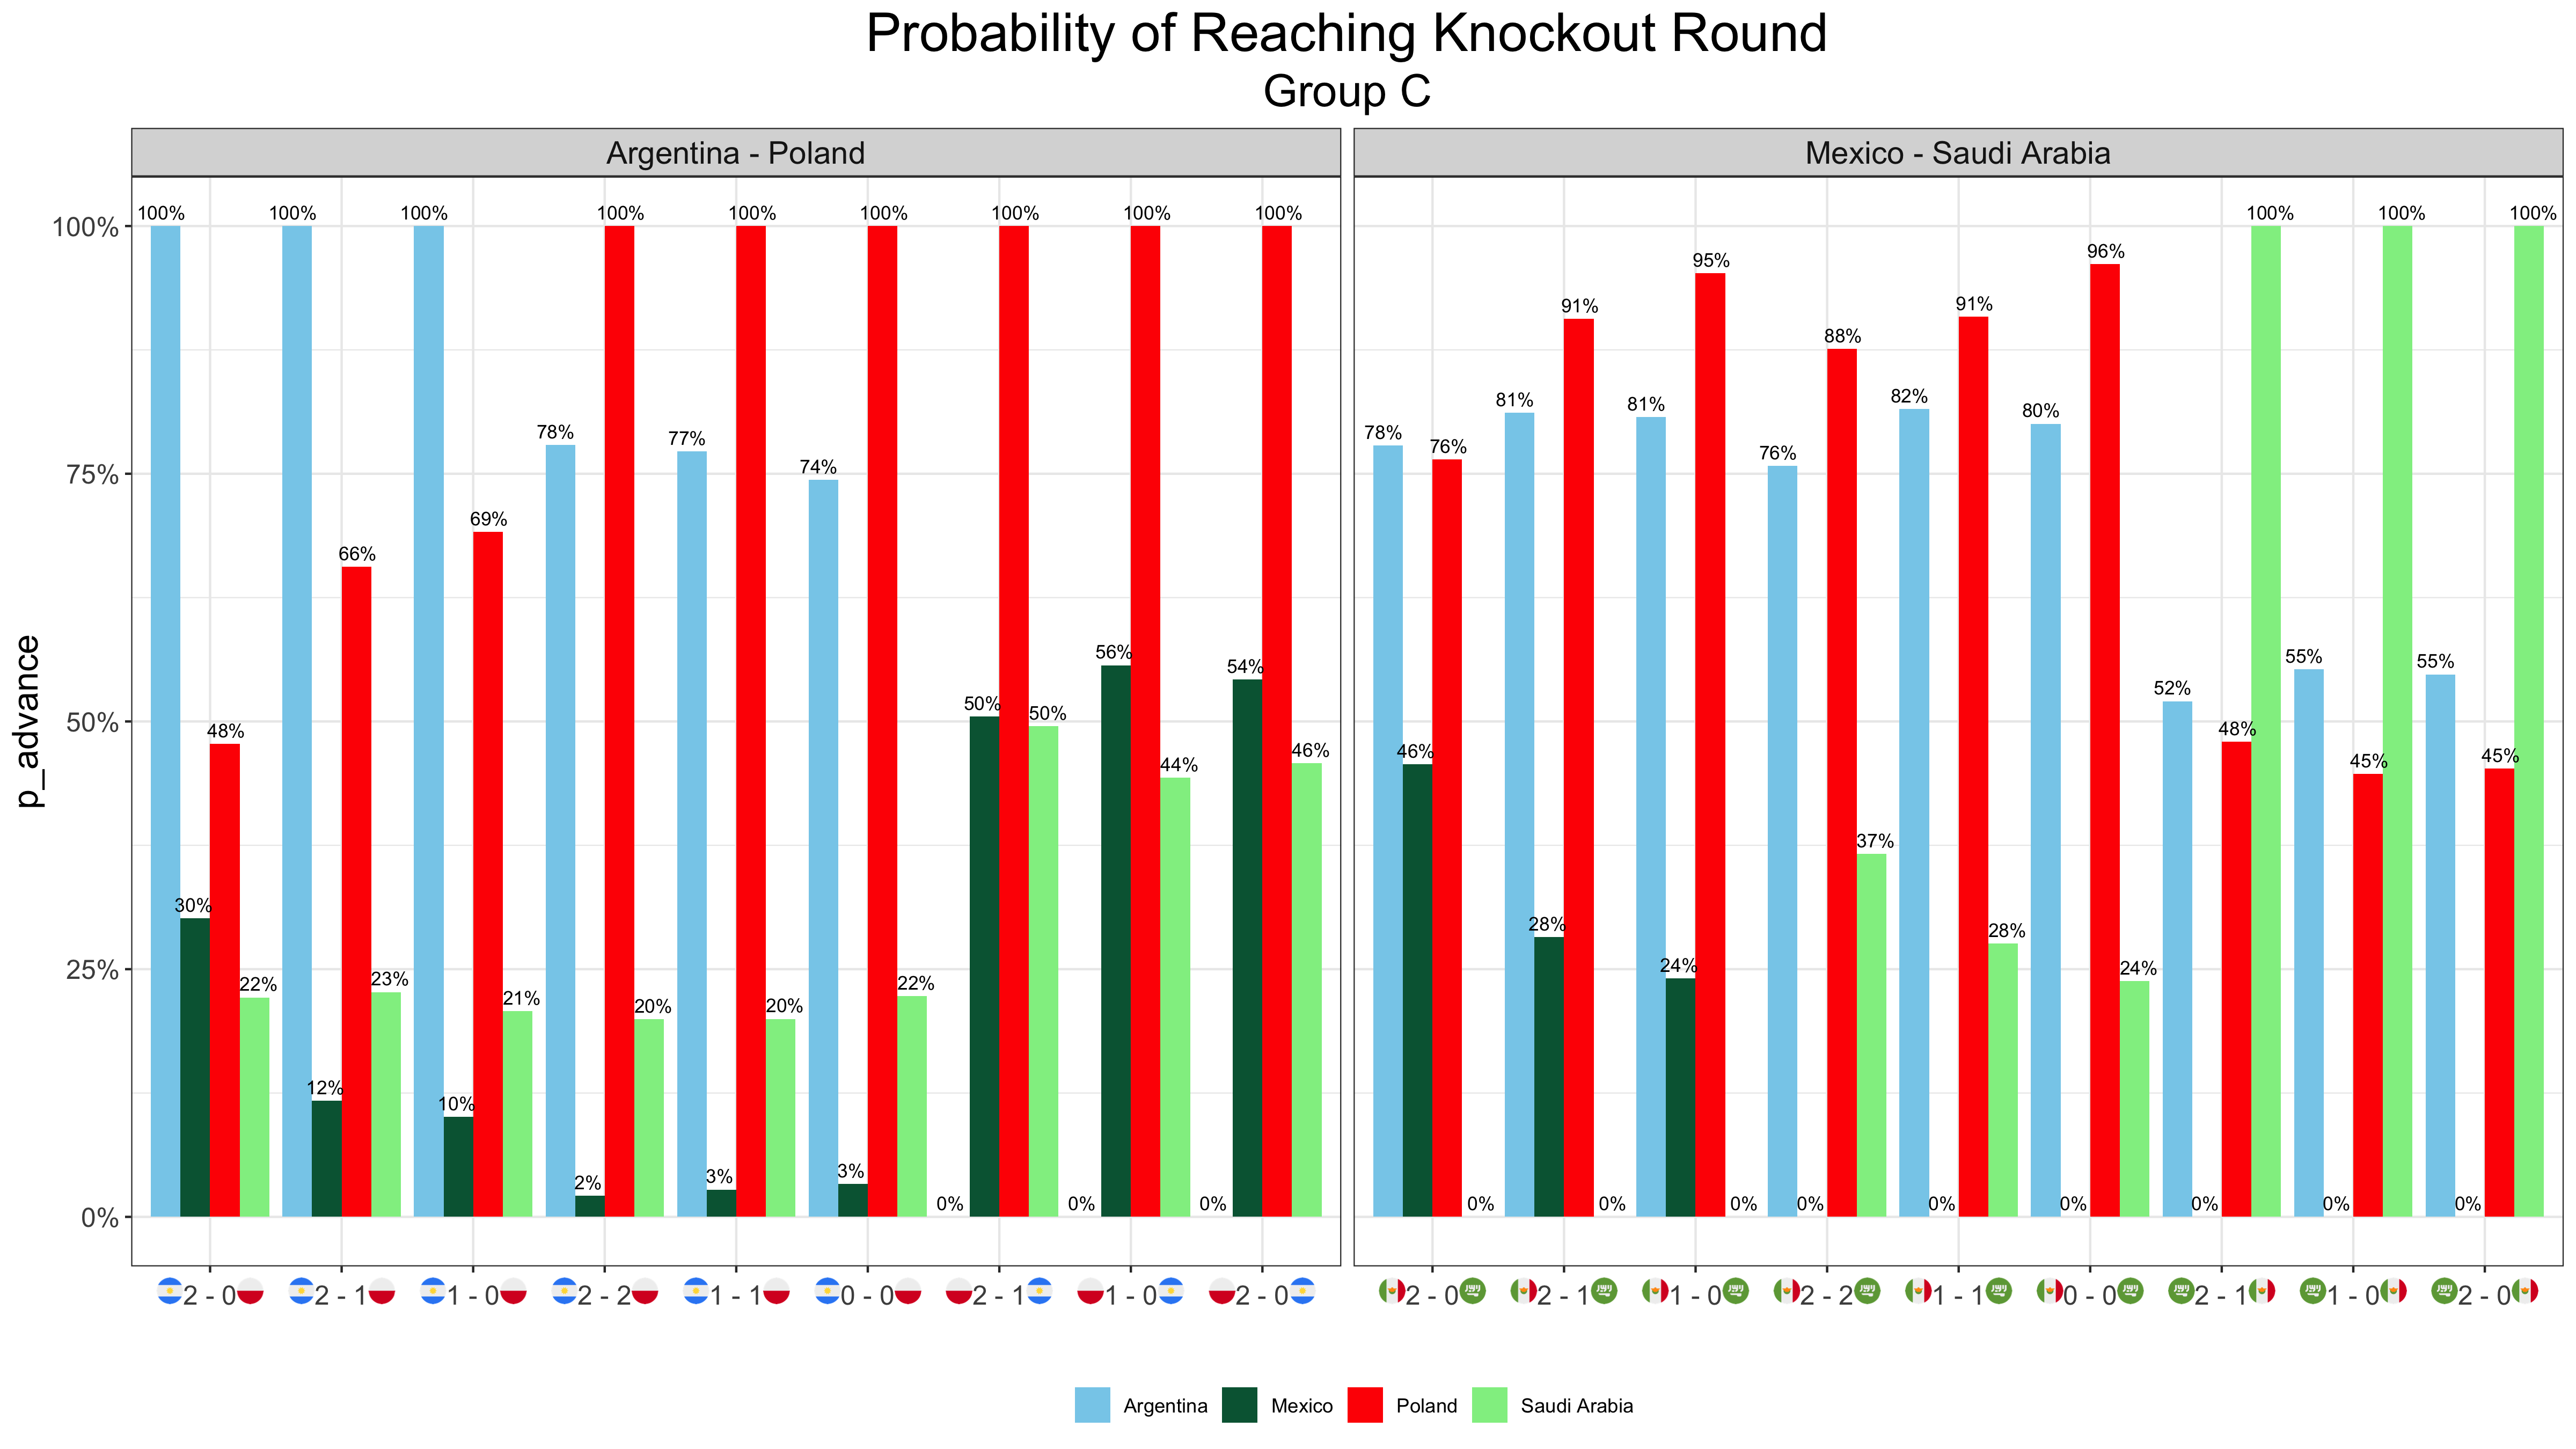 Probability of Reaching Knockout Round
Group C
Argentina - Poland
Mexico - Saudi Arabia
p_advance
100%
75%
50%
25%
0%
100% 30% 48% 22%
100% 12% 66% 23%
100% 10% 69% 21%
78% 2% 100% 20%
77% 3% 100% 20%
74% 3% 100% 22%
0% 50% 100% 50%
0% 56% 100% 44%
0% 54% 100% 46%
78% 46% 76% 0%
81% 28% 91% 0%
81% 24% 95% 0%
76% 0% 88% 37%
82% 0% 91% 28%
80% 0% 96% 24%
52% 0% 48% 100%
55% 0% 45% 100%
55% 0% 45% 100%
2 - 0 2 - 1 1 - 0 2 - 2 1 - 1 0 - 0 2 - 1 1 - 0 2 - 0
2 - 0 2 - 1 1 - 0 2 - 2 1 - 1 0 - 0 2 - 1 1 - 0 2 - 0
Argentina Mexico Poland Saudi Arabia